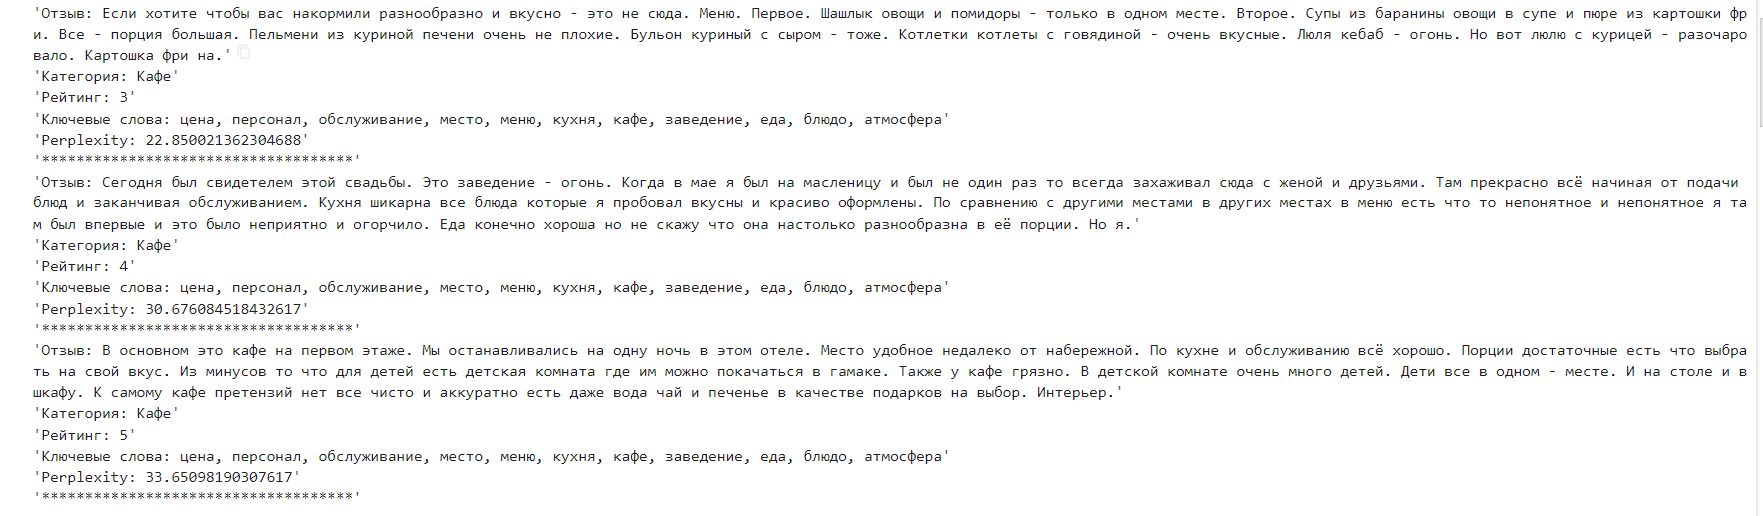 'Отзыв: Если хотите чтобы вас накормили разнообразно и вкусно - это не сюда. Меню. Первое. Шашлык овощи и помидоры - только в одном месте. Второе. Супы из баранины овощи в супе и пюре из картошки фр
и. Все - порция большая. Пельмени из куриной печени очень не плохие. Бульон куриный с сыром - тоже. Котлетки котлеты с говядиной - очень вкусные. Люля кебаб - огонь. Но вот люлю с курицей - разочаро
вало. Картошка фри на.'
'Категория: Кафе'
'Рейтинг: 3'
'Ключевые слова: цена, персонал, обслуживание, место, меню, кухня, кафе, заведение, еда, блюдо, атмосфера'
'Perplexity: 22.850021362304688'
'************************************'
'Отзыв: Сегодня был свидетелем этой свадьбы. Это заведение - огонь. Когда в мае я был на масленицу и был не один раз то всегда захаживал сюда с женой и друзьями. Там прекрасно всё начиная от подачи
блюд и заканчивая обслуживанием. Кухня шикарна все блюда которые я пробовал вкусны и красиво оформлены. По сравнению с другими местами в других местах в меню есть что то непонятное и непонятное я та
м был впервые и это было неприятно и огорчило. Еда конечно хороша но не скажу что она настолько разнообразна в её порции. Но я.'
'Категория: Кафе'
'Рейтинг: 4'
'Ключевые слова: цена, персонал, обслуживание, место, меню, кухня, кафе, заведение, еда, блюдо, атмосфера'
'Perplexity: 30.676084518432617'
'************************************'
'Отзыв: В основном это кафе на первом этаже. Мы останавливались на одну ночь в этом отеле. Место удобное недалеко от набережной. По кухне и обслуживанию всё хорошо. Порции достаточные есть что выбра
ть на свой вкус. Из минусов то что для детей есть детская комната где им можно покачаться в гамаке. Также у кафе грязно. В детской комнате очень много детей. Дети все в одном - месте. И на столе и в
шкафу. К самому кафе претензий нет все чисто и аккуратно есть даже вода чай и печенье в качестве подарков на выбор. Интерьер.'
'Категория: Кафе'
'Рейтинг: 5'
'Ключевые слова: цена, персонал, обслуживание, место, меню, кухня, кафе, заведение, еда, блюдо, атмосфера'
'Perplexity: 33.65098190307617'
'************************************'